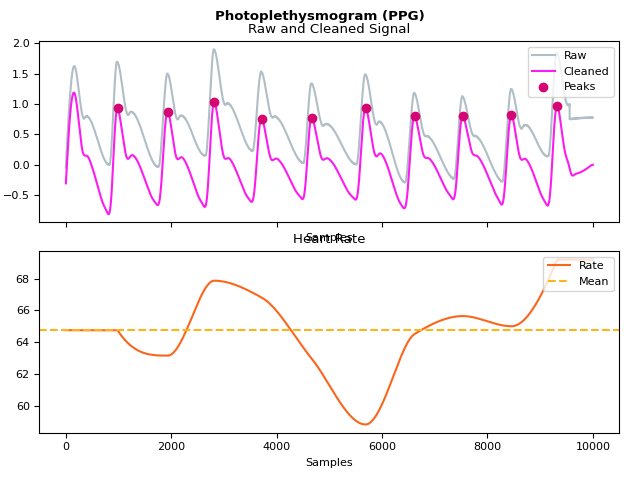 Photoplethysmogram (PPG)
Raw and Cleaned Signal
2.0
1.5
1.0
0.5
0.0
−0.5
Raw
Cleaned
Peaks
Samples
Heart Rate
68
66
64
62
60
Rate
Mean
0 2000 4000 6000 8000 10000
Samples